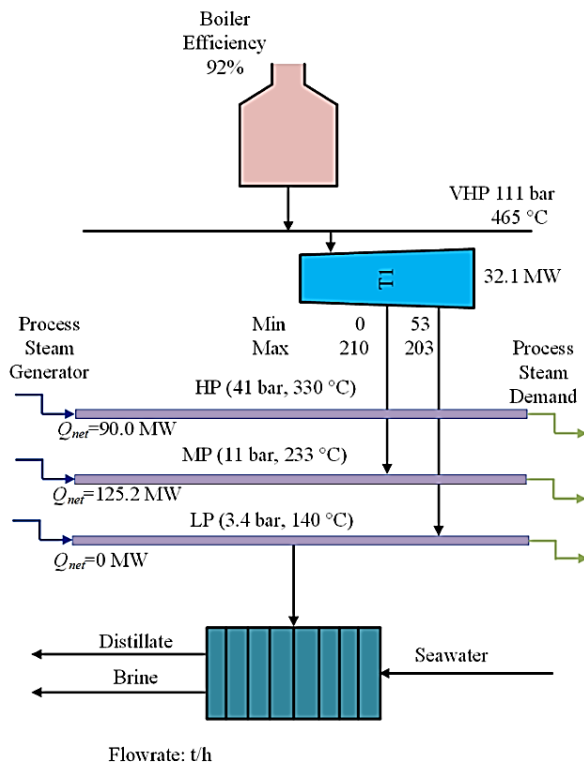 Boiler
Efficiency
92%
VHP 111 bar
465 °C
T1
32.1 MW
Min 0 53
Max 210 203
Process
Steam
Generator
Process
Steam
Demand
HP (41 bar, 330 °C)
Qnet=90.0 MW
MP (11 bar, 233 °C)
Qnet=125.2 MW
LP (3.4 bar, 140 °C)
Qnet=0 MW
Distillate
Brine
Seawater
Flowrate: t/h